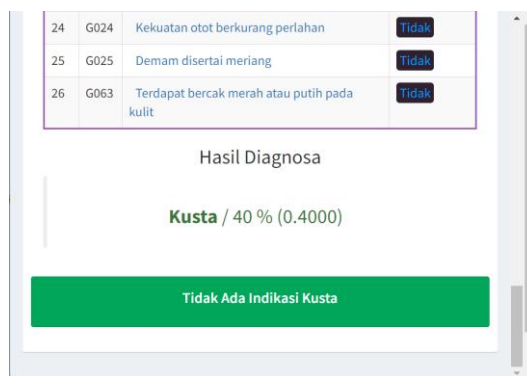 24 G024 Kekuatan otot berkurang perlahan Tidak
25 G025 Demam disertai meriang Tidak
26 G063 Terdapat bercak merah atau putih pada Tidak
kulit
Hasil Diagnosa
Kusta / 40 % (0.4000)
Tidak Ada Indikasi Kusta